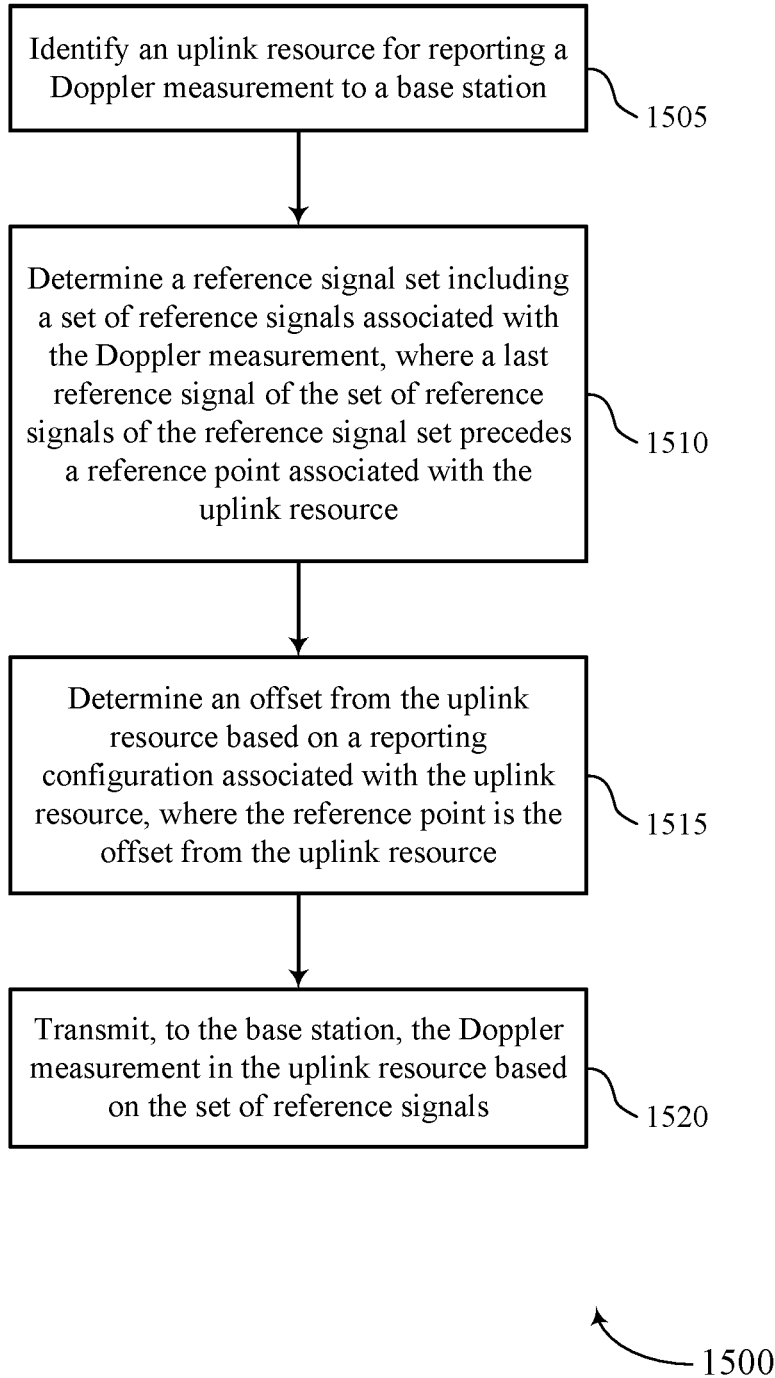 Identify an uplink resource for reporting a
Doppler measurement to a base station
1505
Determine a reference signal set including
a set of reference signals associated with
the Doppler measurement, where a last
reference signal of the set of reference
signals of the reference signal set precedes
a reference point associated with the
uplink resource
1510
Determine an offset from the uplink
resource based on a reporting
configuration associated with the uplink
resource, where the reference point is the
offset from the uplink resource
1515
Transmit, to the base station, the Doppler
measurement in the uplink resource based
on the set of reference signals
1520
1500